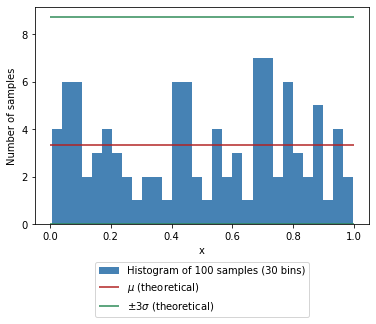 8
6
4
2
0
Number of samples
0.0 0.2 0.4 0.6 0.8 1.0
x
Histogram of 100 samples (30 bins)
μ (theoretical)
±3σ (theoretical)